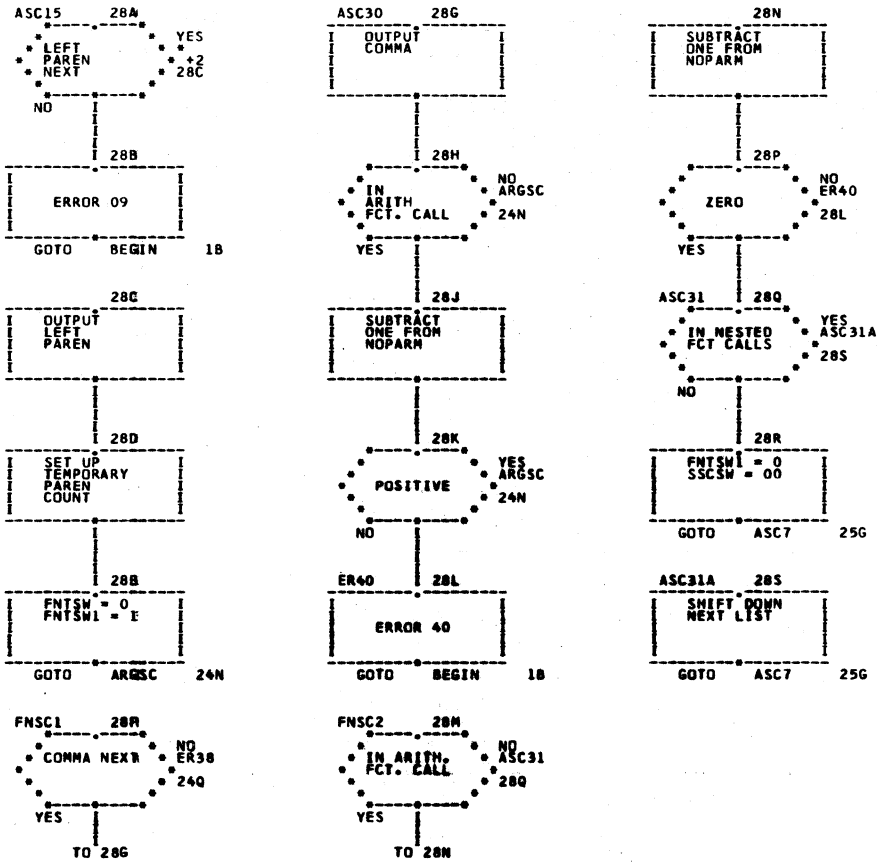 ASC15 28A
YES
LEFT
PAREN
NEXT
+2
28C
NO
28B
ERROR 09
GOTO BEGIN 1B
28C
OUTPUT
LEFT
PAREN
28D
SET UP
TEMPORARY
PAREN
COUNT
28E
FNTSW = 0
FNTSW1 = 1
GOTO ARGSC 24N
FNSC1 28F
COMMA NEXT
NO
ER38
24Q
YES
TO 28G
ASC30 28G
OUTPUT
COMMA
28H
IN
ARITH
FCT. CALL
NO
ARGSC
24N
YES
28J
SUBTRACT
ONE FROM
NOPARM
28K
POSITIVE
YES
ARGSC
24N
NO
ER40 28L
ERROR 40
GOTO BEGIN 1B
FNSC2 28M
IN ARITH.
FCT. CALL
NO
ASC31
28Q
YES
TO 28N
28N
SUBTRACT
ONE FROM
NOPARM
28P
ZERO
NO
ER40
28L
YES
ASC31 28Q
IN NESTED
FCT CALLS
YES
ASC31A
28S
NO
28R
FNTSW1 = 0
SSCSW = 00
GOTO ASC7 25G
ASC31A 28S
SHIFT DOWN
NEXT LIST
GOTO ASC7 25G